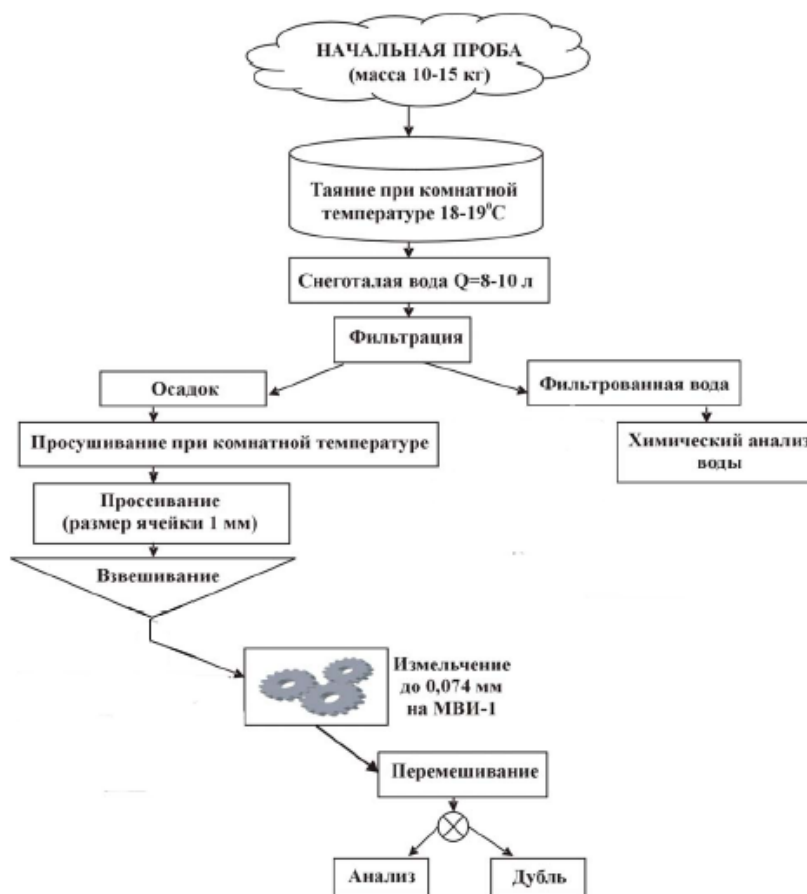 НАЧАЛЬНАЯ ПРОБА
(масса 10-15 кг)
Таяние при комнатной
температуре 18-19⁰С
Снеготалая вода Q=8-10 л
Фильтрация
Осадок
Фильтрованная вода
Просушивание при комнатной температуре
Химический анализ
воды
Просеивание
(размер ячейки 1 мм)
Взвешивание
Измельчение
до 0,074 мм
на МВИ-1
Перемешивание
Анализ
Дубль